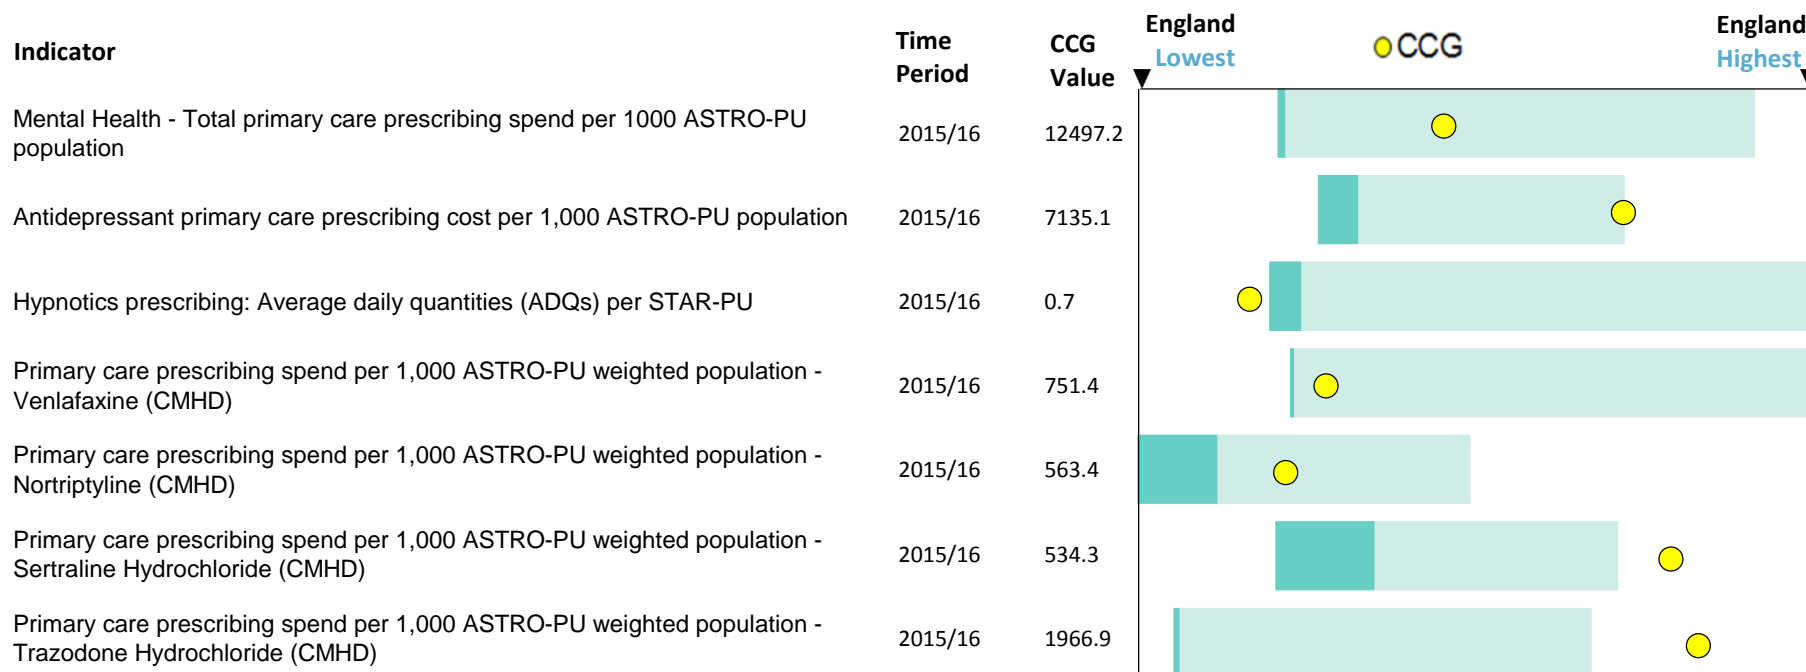 Indicator
Time
Period
CCG
Value
England
Lowest
CCG
England
Highest
Mental Health - Total primary care prescribing spend per 1000 ASTRO-PU
population
2015/16
12497.2
Antidepressant primary care prescribing cost per 1,000 ASTRO-PU population
2015/16
7135.1
Hypnotics prescribing: Average daily quantities (ADQs) per STAR-PU
2015/16
0.7
Primary care prescribing spend per 1,000 ASTRO-PU weighted population -
Venlafaxine (CMHD)
2015/16
751.4
Primary care prescribing spend per 1,000 ASTRO-PU weighted population -
Nortriptyline (CMHD)
2015/16
563.4
Primary care prescribing spend per 1,000 ASTRO-PU weighted population -
Sertraline Hydrochloride (CMHD)
2015/16
534.3
Primary care prescribing spend per 1,000 ASTRO-PU weighted population -
Trazodone Hydrochloride (CMHD)
2015/16
1966.9